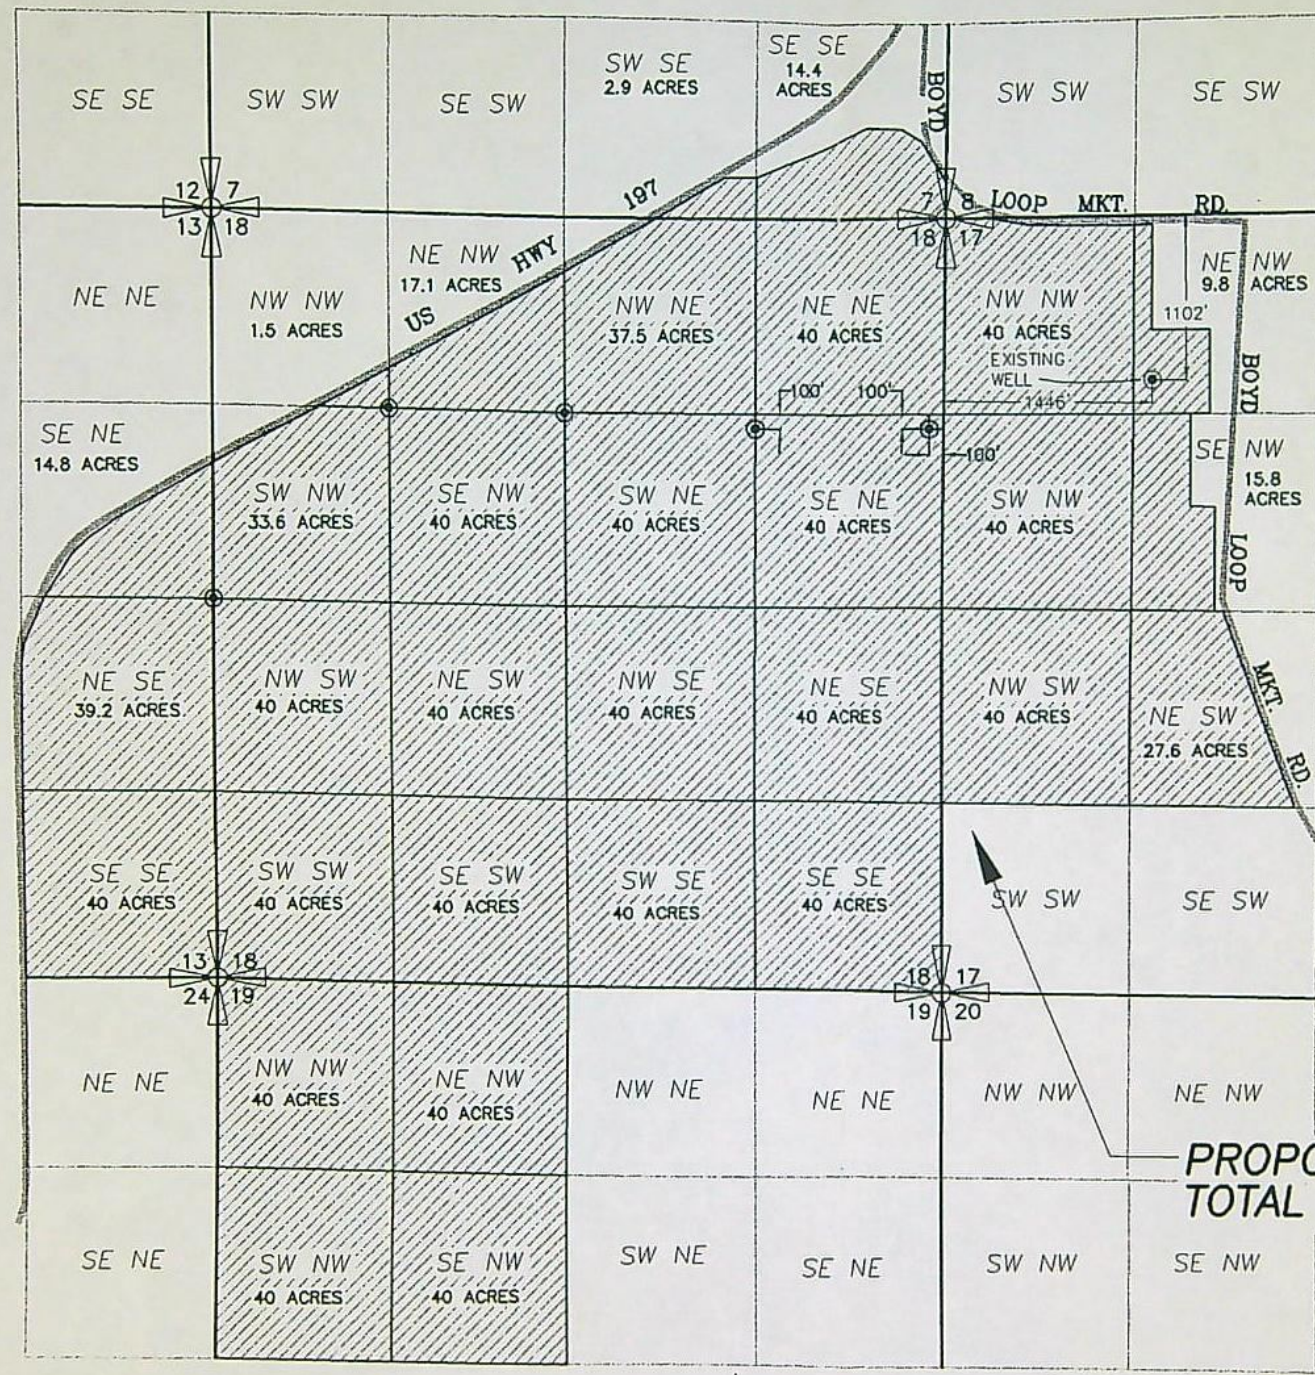 SE SE
SW SW
SE SW
SW SE
2.9 ACRES
SE SE
14.4
ACRES
BOYD
SW SW
SE SW
12 7
13 18
197
HWY
US
7 8
18 17
LOOP MKT. RD.
NE NE
NW NW
1.5 ACRES
NE NW
17.1 ACRES
NW NE
37.5 ACRES
NE NE
40 ACRES
NW NW
40 ACRES
EXISTING
WELL
1446'
1102'
NE NW
9.8 ACRES
BOYD
LOOP
MKT.
RD.
100'
100'
100'
SE NE
14.8 ACRES
SW NW
33.6 ACRES
SE NW
40 ACRES
SW NE
40 ACRES
SE NE
40 ACRES
SW NW
40 ACRES
SE NW
15.8
ACRES
NE SE
39.2 ACRES
NW SW
40 ACRES
NE SW
40 ACRES
NW SE
40 ACRES
NE SE
40 ACRES
NW SW
40 ACRES
NE SW
27.6 ACRES
SE SE
40 ACRES
SW SW
40 ACRES
SE SW
40 ACRES
SW SE
40 ACRES
SE SE
40 ACRES
SW SW
SE SW
13 18
24 19
18 17
19 20
NE NE
NW NW
40 ACRES
NE NW
40 ACRES
NW NE
NE NE
NW NW
NE NW
PROPO
TOTAL
SE NE
SW NW
40 ACRES
SE NW
40 ACRES
SW NE
SE NE
SW NW
SE NW